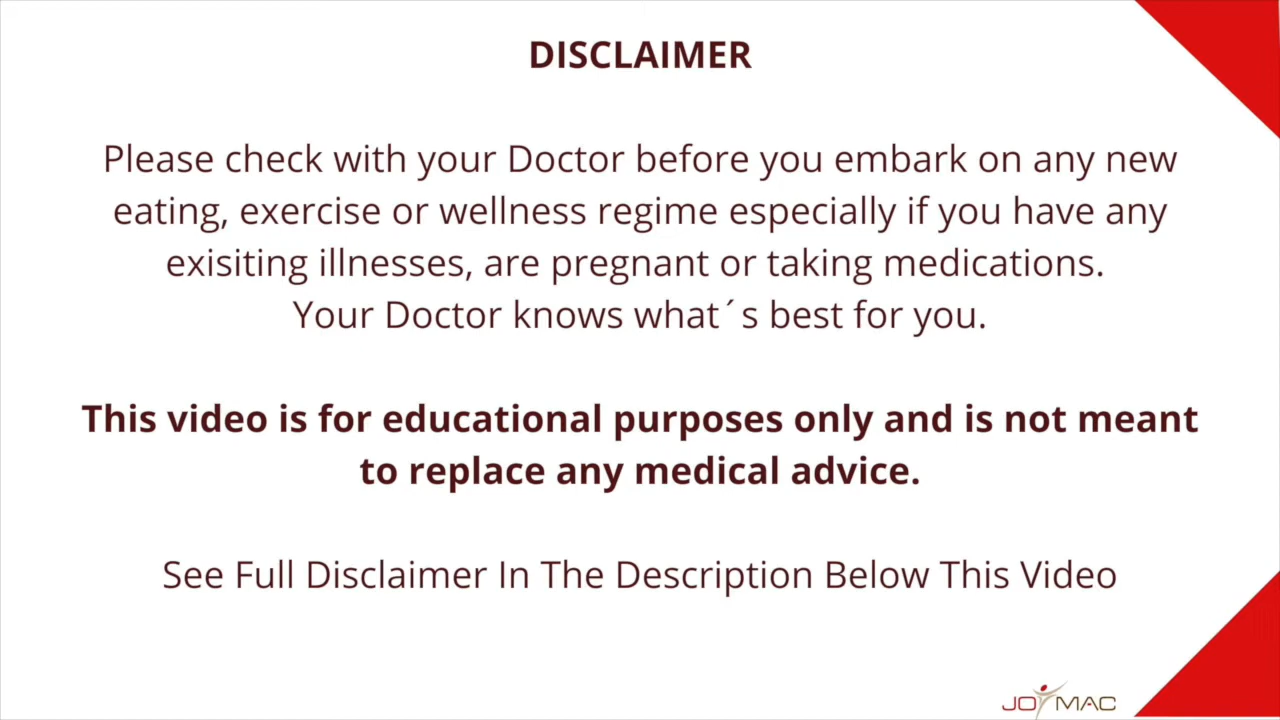 DISCLAIMER
Please check with your Doctor before you embark on any new
eating, exercise or wellness regime especially if you have any
exisiting illnesses, are pregnant or taking medications.
Your Doctor knows what´s best for you.
This video is for educational purposes only and is not meant
to replace any medical advice.
See Full Disclaimer In The Description Below This Video
JOYMAC